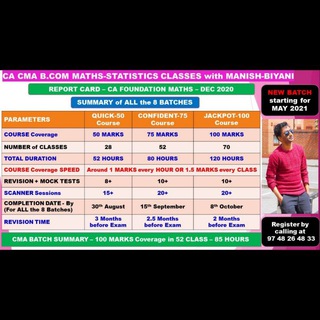 CA CMA B.COM MATHS-STATISTICS CLASSES with MANISH-BIYANI
REPORT CARD – CA FOUNDATION MATHS – DEC 2020
SUMMARY of ALL the 8 BATCHES
PARAMETERS QUICK-50 Course CONFIDENT-75 Course JACKPOT-100 Course
COURSE Coverage 50 MARKS 75 MARKS 100 MARKS
NUMBER of CLASSES 28 52 70
TOTAL DURATION 52 HOURS 80 HOURS 120 HOURS
COURSE Coverage SPEED Around 1 MARKS every HOUR OR 1.5 MARKS every CLASS
REVISION + MOCK TESTS 8+ 10+ 10+
SCANNER Sessions 15+ 20+ 20+
COMPLETION DATE - By (For ALL the 8 Batches) 30th August 15th September 8th October
REVISION TIME 3 Months before Exam 2.5 Months before Exam 2 Months before Exam
CMA BATCH SUMMARY – 100 MARKS Coverage in 52 CLASS – 85 HOURS
NEW BATCH
starting for
MAY 2021
Register by
calling at
97 48 26 48 33